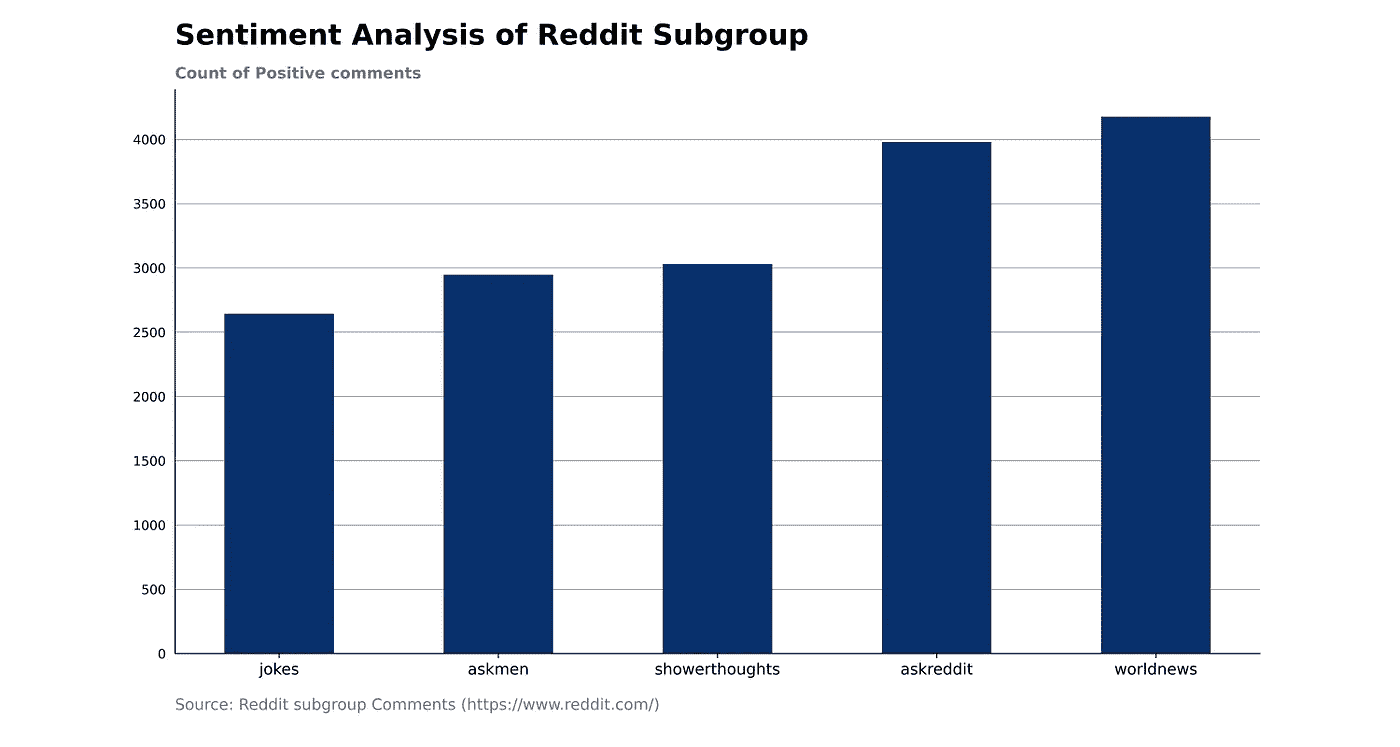 Sentiment Analysis of Reddit Subgroup
Count of Positive comments
4000
3500
3000
2500
2000
1500
1000
500
0
jokes askmen showerthoughts askreddit worldnews
Source: Reddit subgroup Comments (https://www.reddit.com/)